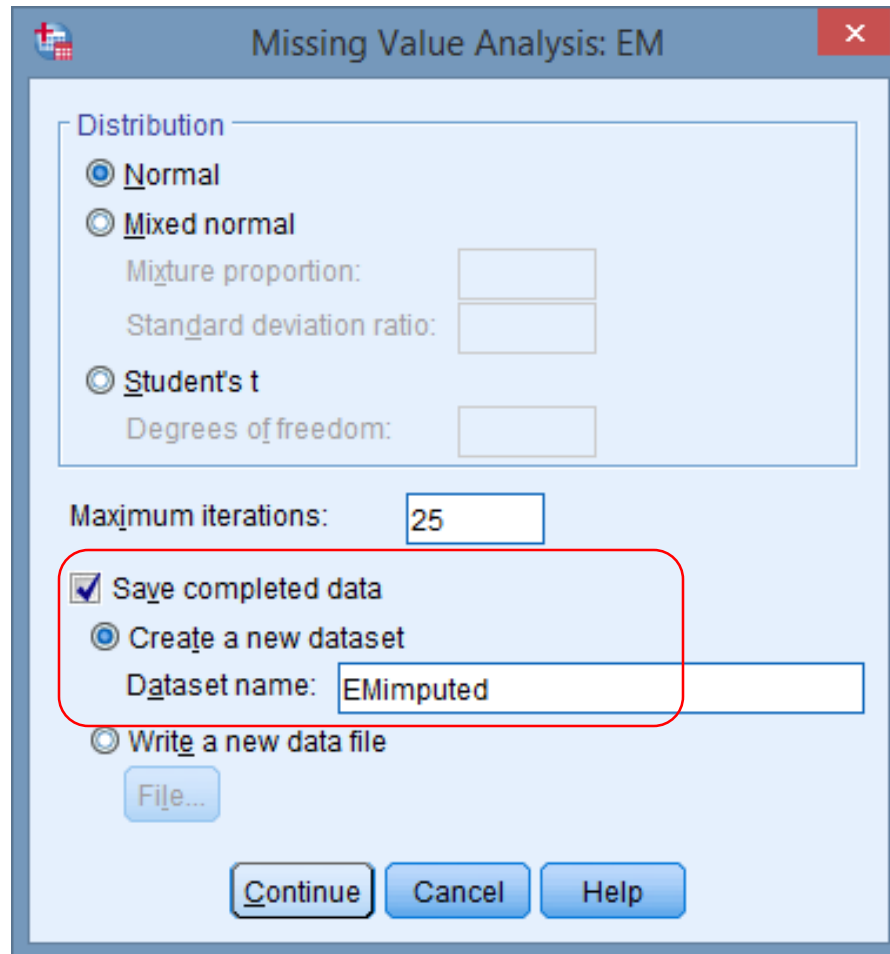 Missing Value Analysis: EM
Distribution
Normal
Mixed normal
Mixture proportion:
Standard deviation ratio:
Student's t
Degrees of freedom:
Maximum iterations: 25
Save completed data
Create a new dataset
Dataset name: EMimputed
Write a new data file
File...
Continue Cancel Help